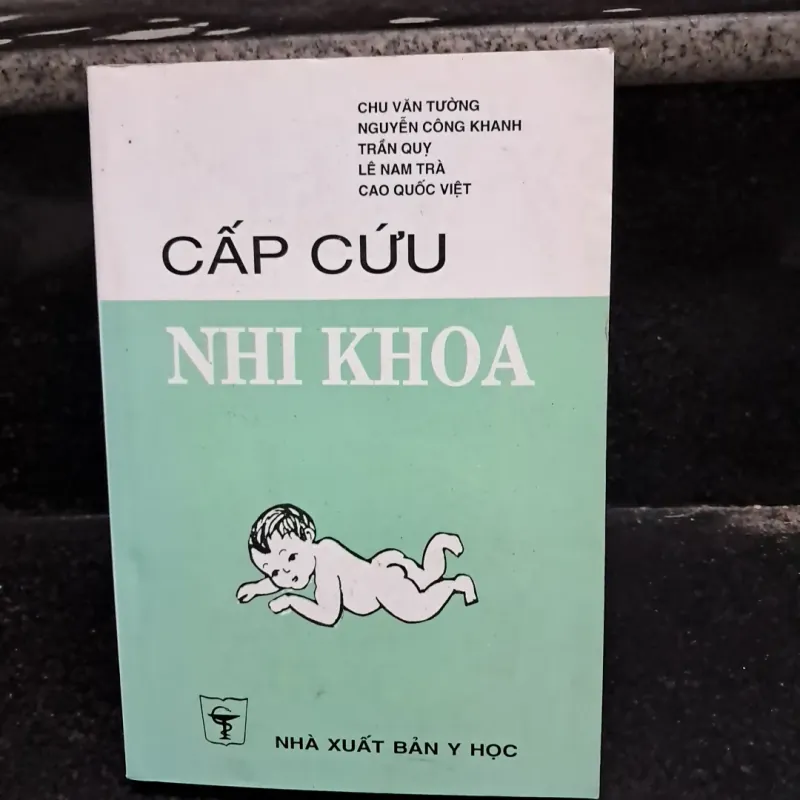 CHU VĂN TƯỜNG
NGUYỄN CÔNG KHANH
TRẦN QUỴ
LÊ NAM TRÀ
CAO QUỐC VIỆT
CẤP CỨU
NHI KHOA
NHÀ XUẤT BẢN Y HỌC